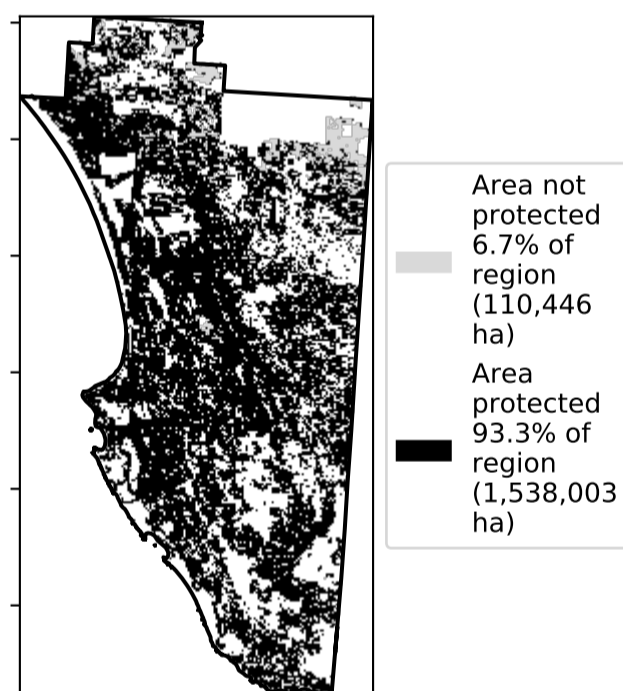 Area not
protected
6.7% of
region
(110,446
ha)
Area
protected
93.3% of
region
(1,538,003
ha)